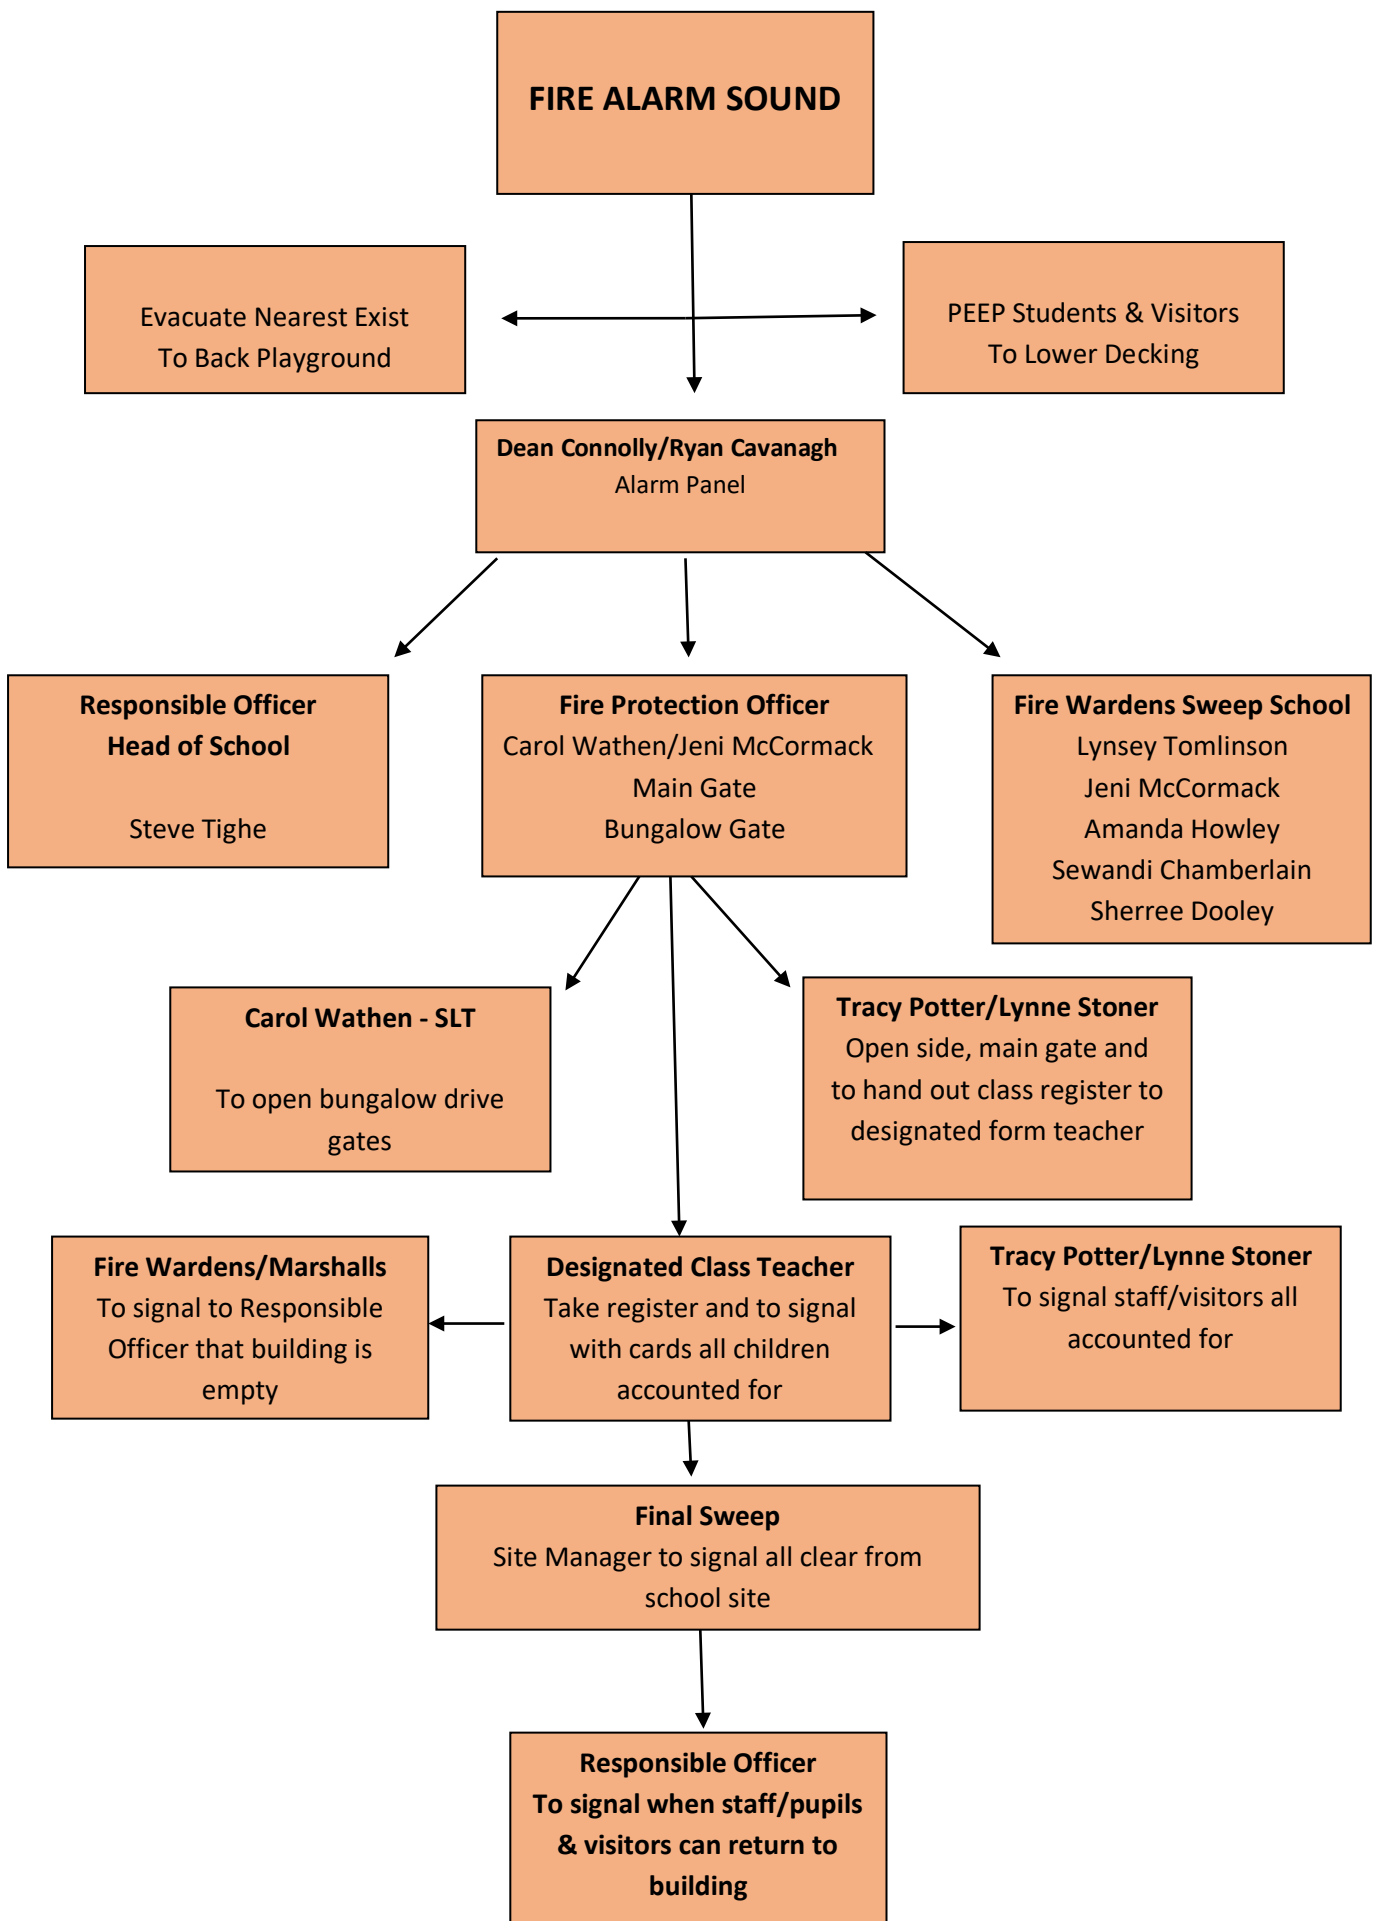 FIRE ALARM SOUND
Evacuate Nearest Exist
To Back Playground
PEEP Students & Visitors
To Lower Decking
Dean Connolly/Ryan Cavanagh
Alarm Panel
Responsible Officer
Head of School
Steve Tighe
Fire Protection Officer
Carol Wathen/Jeni McCormack
Main Gate
Bungalow Gate
Fire Wardens Sweep School
Lynsey Tomlinson
Jeni McCormack
Amanda Howley
Sewandi Chamberlain
Sherree Dooley
Carol Wathen - SLT
To open bungalow drive
gates
Tracy Potter/Lynne Stoner
Open side, main gate and
to hand out class register to
designated form teacher
Fire Wardens/Marshalls
To signal to Responsible
Officer that building is
empty
Designated Class Teacher
Take register and to signal
with cards all children
accounted for
Tracy Potter/Lynne Stoner
To signal staff/visitors all
accounted for
Final Sweep
Site Manager to signal all clear from
school site
Responsible Officer
To signal when staff/pupils
& visitors can return to
building